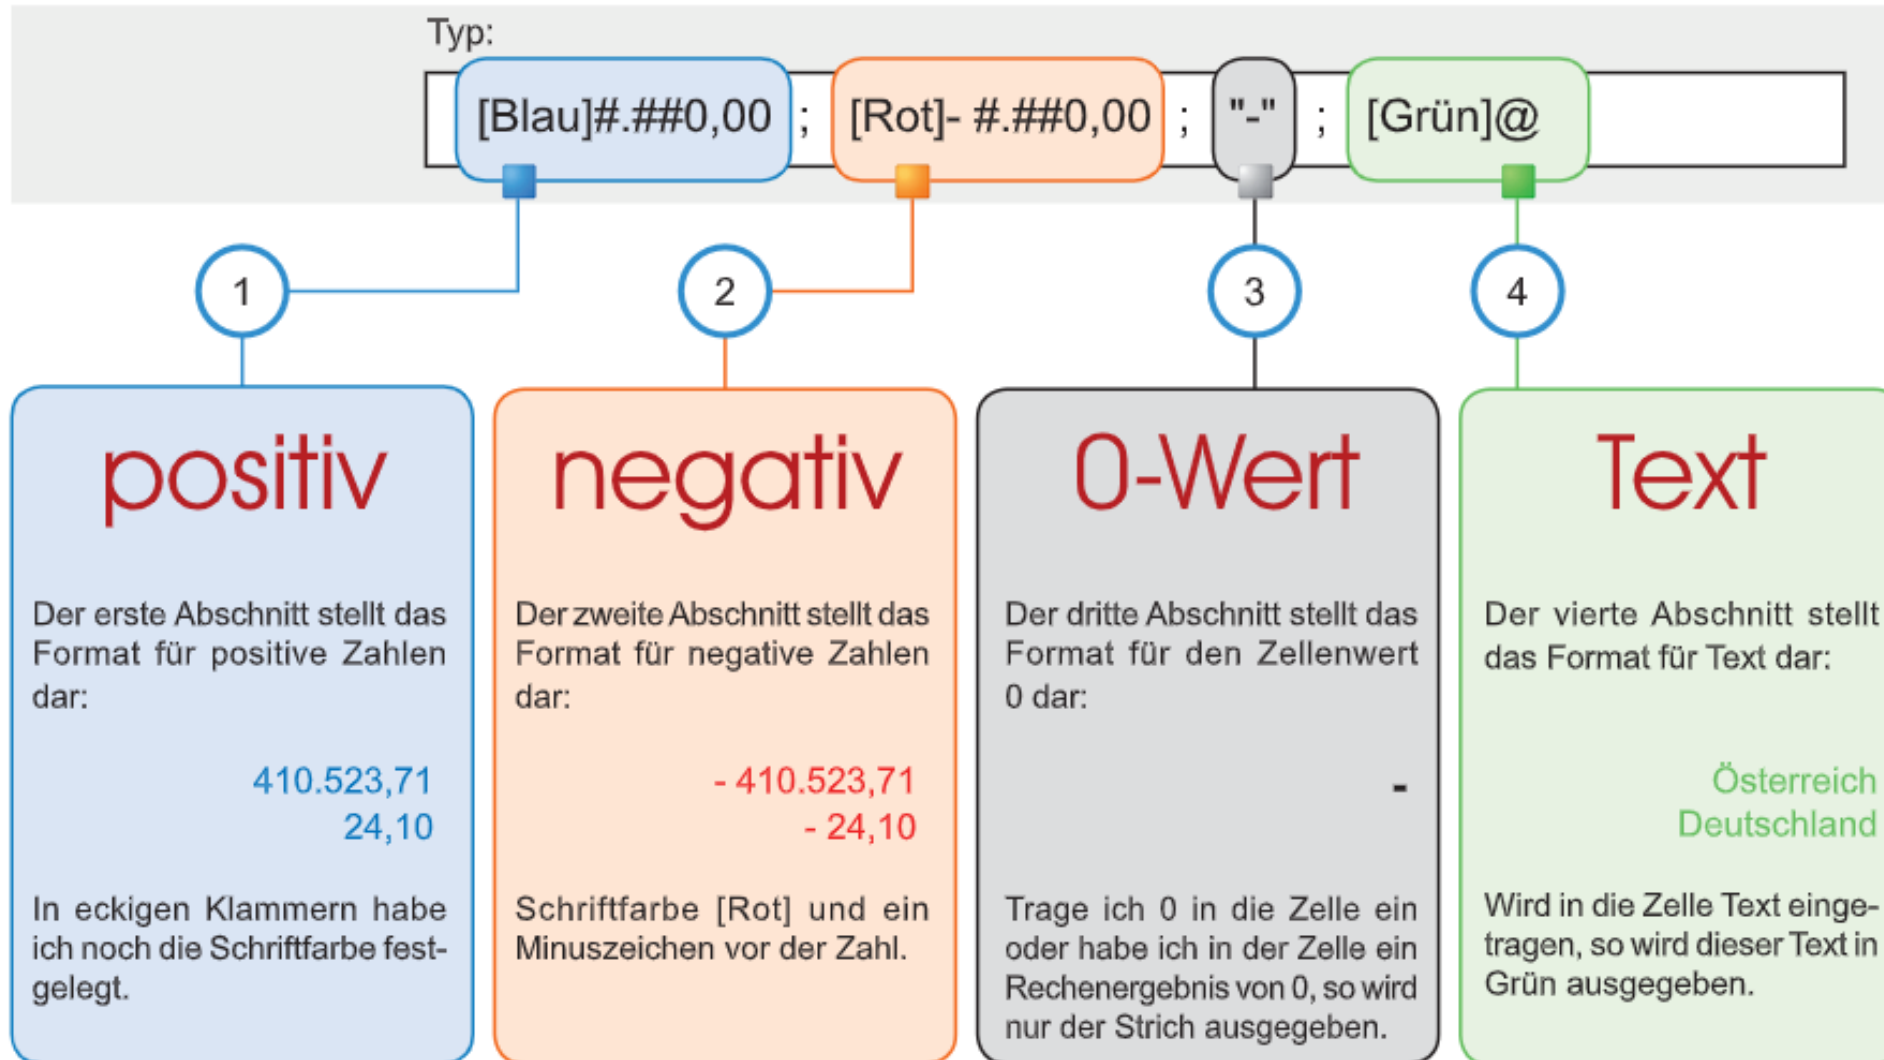 Typ:
[Blau]#.##0,00 ; [Rot]- #.##0,00 ; "-" ; [Grün]@
1
2
3
4
positiv
Der erste Abschnitt stellt das
Format für positive Zahlen
dar:
410.523,71
24,10
In eckigen Klammern habe
ich noch die Schriftfarbe fest-
gelegt.
negativ
Der zweite Abschnitt stellt das
Format für negative Zahlen
dar:
- 410.523,71
- 24,10
Schriftfarbe [Rot] und ein
Minuszeichen vor der Zahl.
0-Wert
Der dritte Abschnitt stellt das
Format für den Zellenwert
0 dar:
-
Trage ich 0 in die Zelle ein
oder habe ich in der Zelle ein
Rechenergebnis von 0, so wird
nur der Strich ausgegeben.
Text
Der vierte Abschnitt stellt
das Format für Text dar:
Österreich
Deutschland
Wird in die Zelle Text einge-
tragen, so wird dieser Text in
Grün ausgegeben.